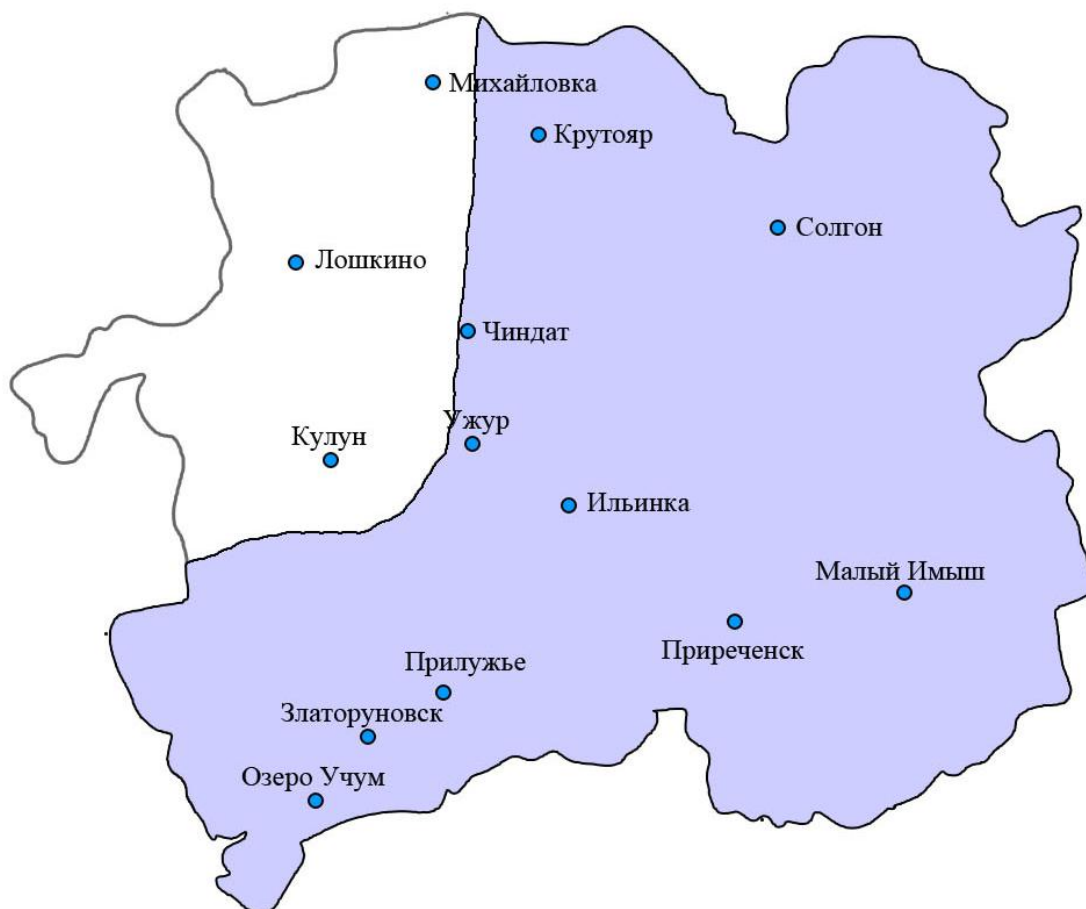 Михайловка
Крутояр
Солгон
Лошкино
Чиндат
Ужур
Кулун
Ильинка
Малый Имыш
Приреченск
Прилужье
Златоруновск
Озеро Учум